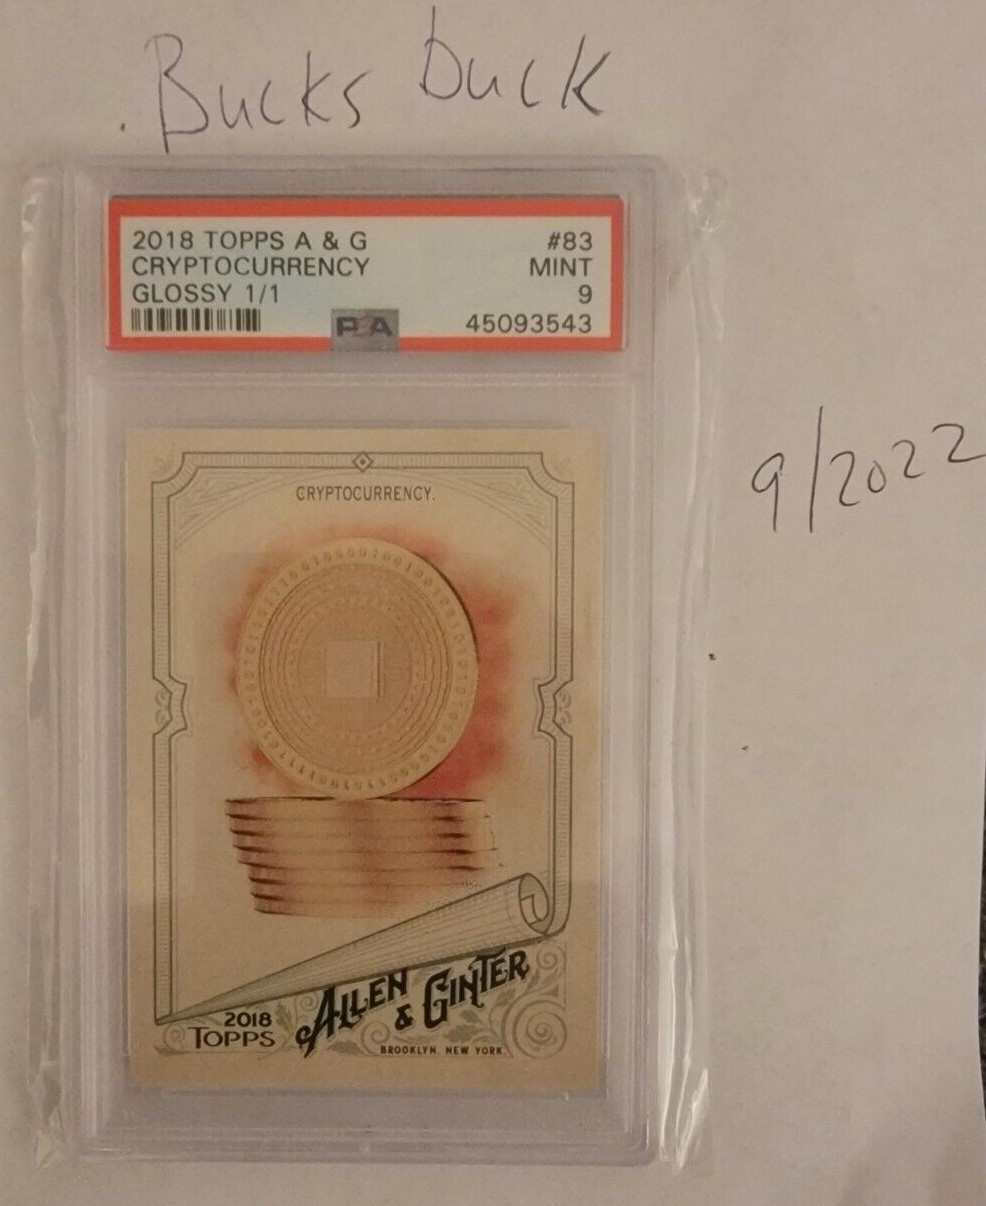 Bucks buck
2018 TOPPS A & G
#83
CRYPTOCURRENCY
MINT
GLOSSY 1/1
9
PSA
45093543
9/2022
CRYPTOCURRENCY.
2018
TOPPS
ALLEN
& GINTER
BROOKLYN. NEW YORK.